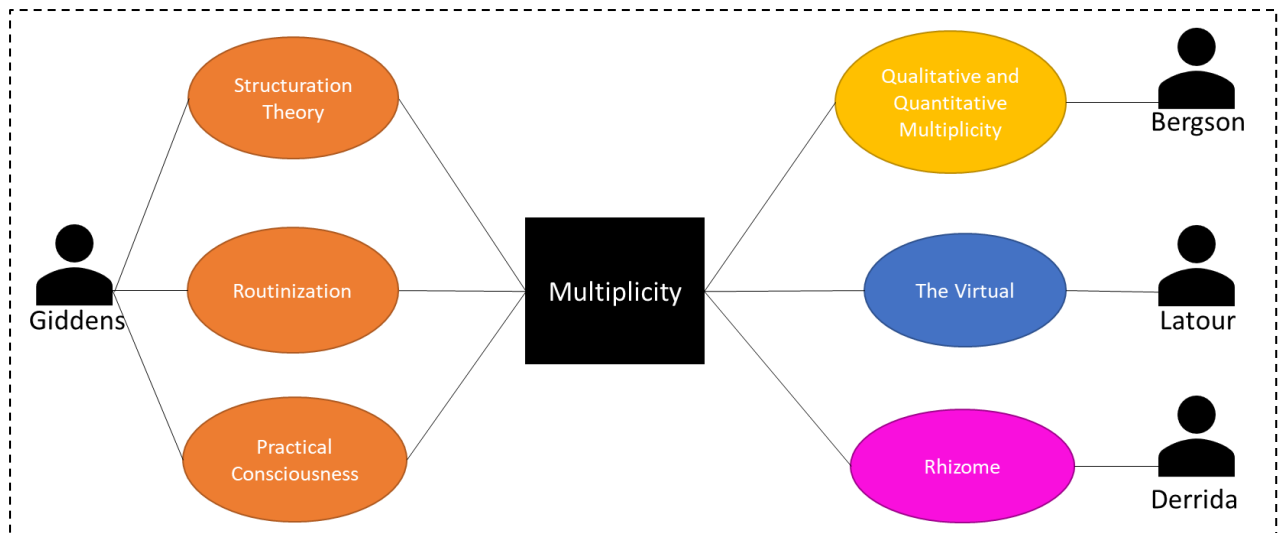 Structuration
Theory
Giddens
Routinization
Practical
Consciousness
Multiplicity
Qualitative and
Quantitative
Multiplicity
Bergson
The Virtual
Latour
Rhizome
Derrida